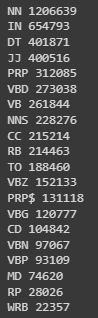 NN 1206639
IN 654793
DT 401871
JJ 400516
PRP 312085
VBD 273038
VB 261844
NNS 228276
CC 215214
RB 214463
TO 188460
VBZ 152133
PRP$ 131118
VBG 120777
CD 104842
VBN 97067
VBP 93109
MD 74620
RP 28026
WRB 22357